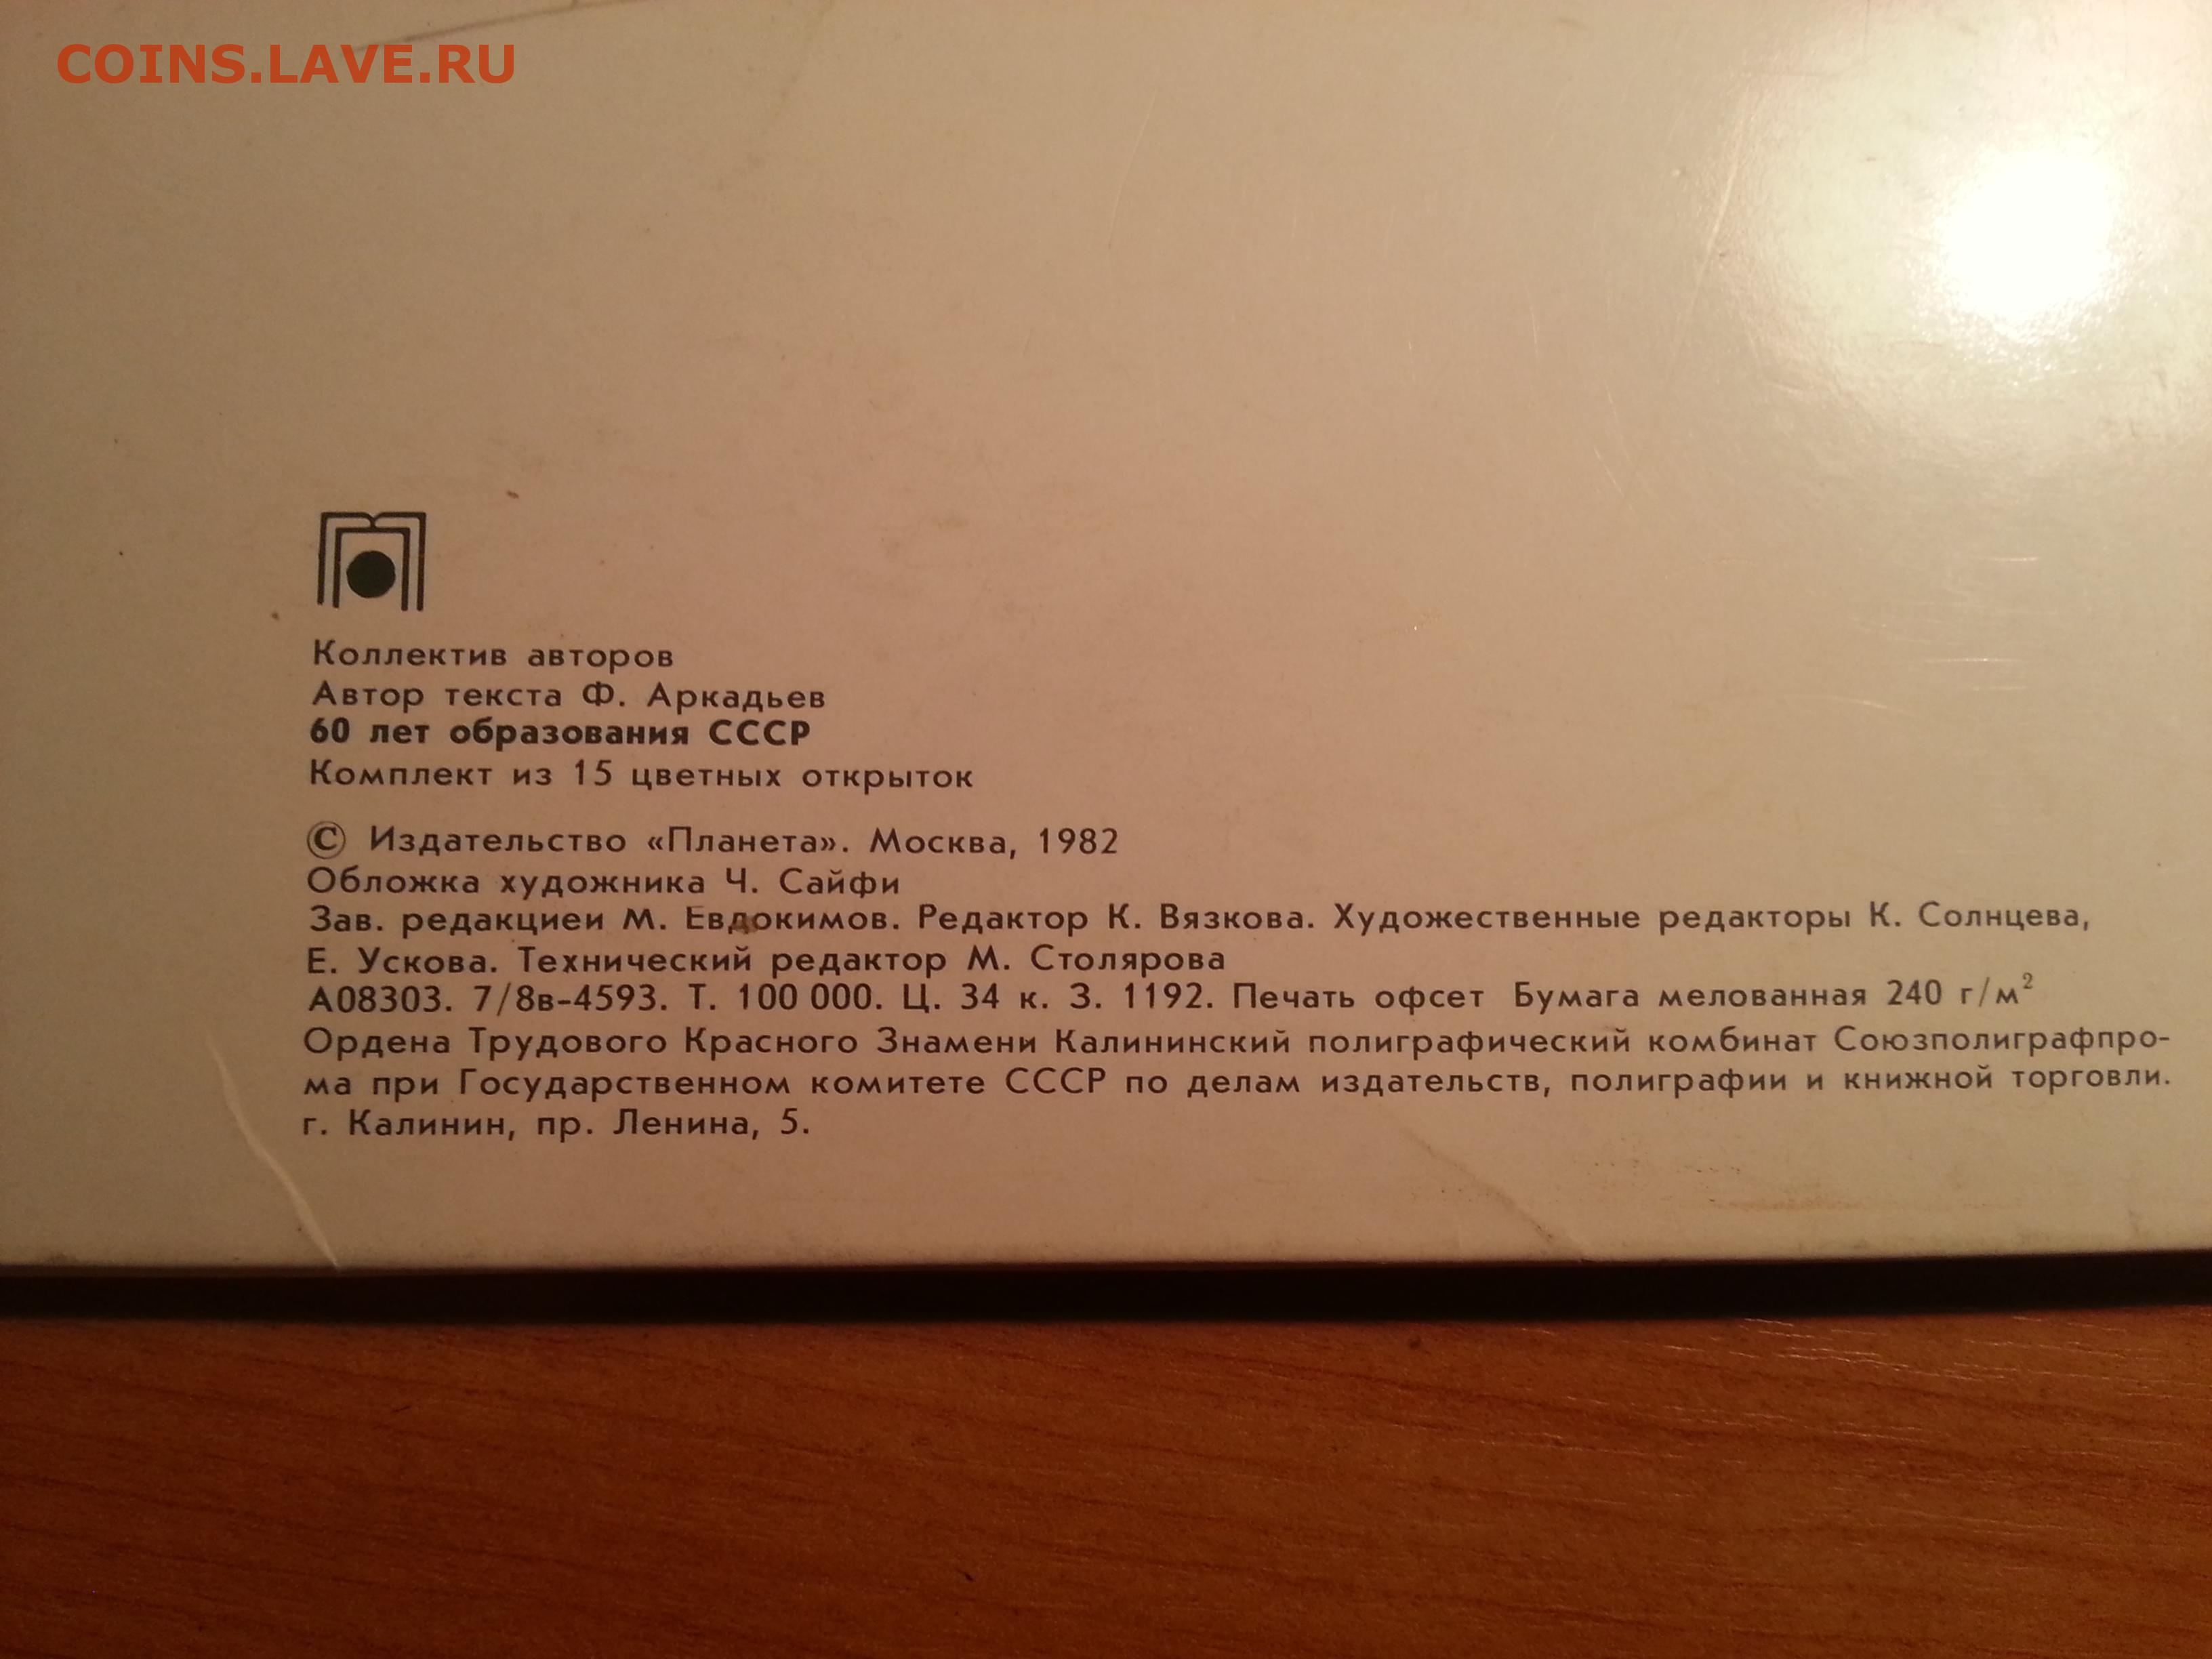 COINS.LAVE.RU
Коллектив авторов
Автор текста Ф. Аркадьев
60 лет образования СССР
Комплект из 15 цветных открыток
© Издательство «Планета». Москва, 1982
Обложка художника Ч. Сайфи
Зав. редакцией М. Евдокимов. Редактор К. Вязкова. Художественные редакторы К. Солнцева,
Е. Ускова. Технический редактор М. Столярова
А08303. 7/8в-4593. Т. 100 000. Ц. 34 к. З. 1192. Печать офсет Бумага мелованная 240 г/м²
Ордена Трудового Красного Знамени Калининский полиграфический комбинат Союзполиграфпро-
ма при Государственном комитете СССР по делам издательств, полиграфии и книжной торговли.
г. Калинин, пр. Ленина, 5.